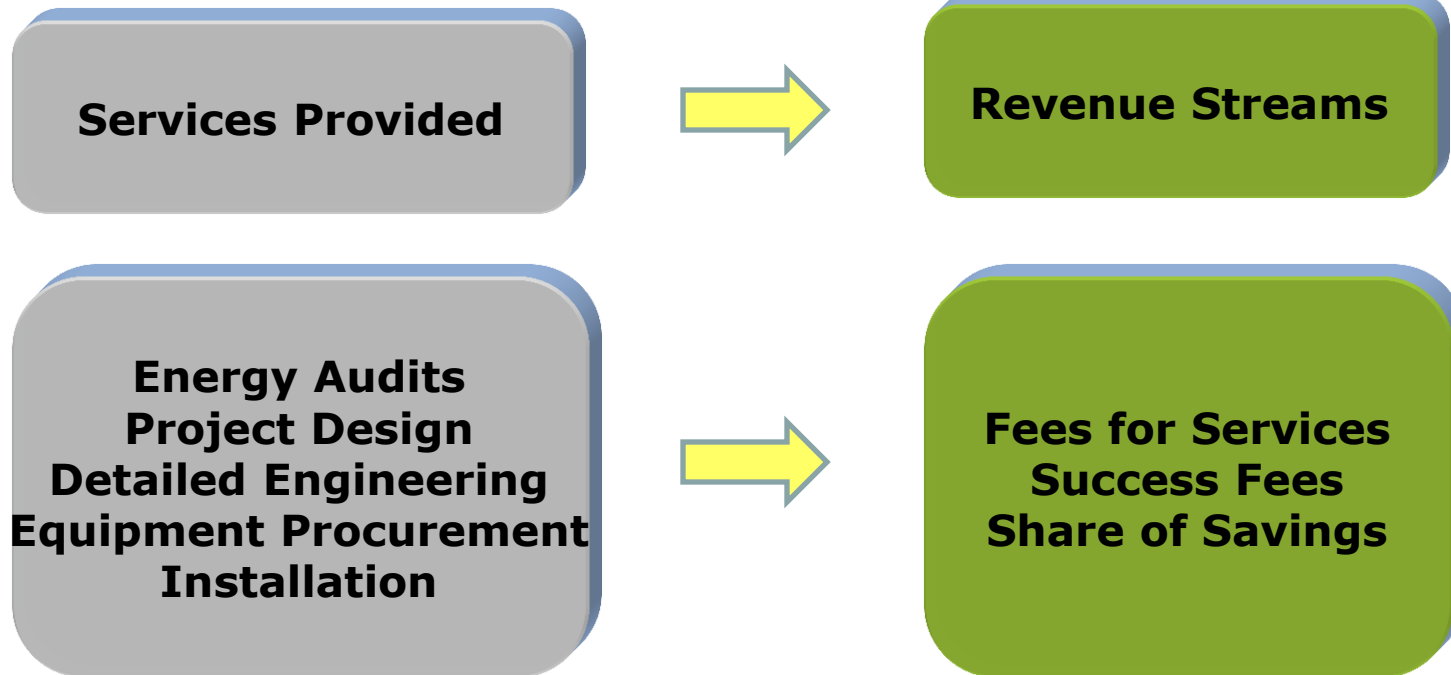 Services Provided
Revenue Streams
Energy Audits
Project Design
Detailed Engineering
Equipment Procurement
Installation
Fees for Services
Success Fees
Share of Savings